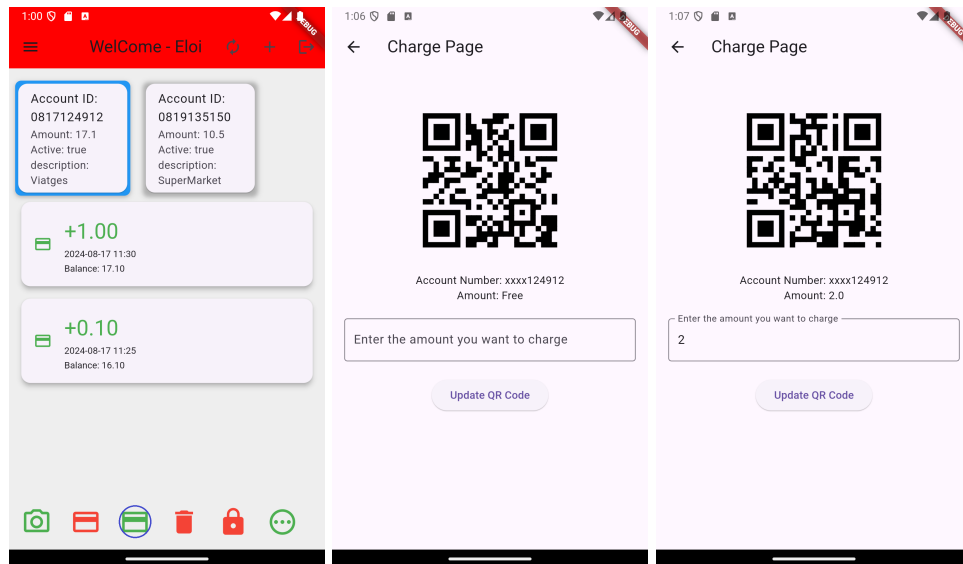 1:00
DEBUG
WelCome - Eloi
Account ID:
0817124912
Amount: 17.1
Active: true
description:
Viatges
Account ID:
0819135150
Amount: 10.5
Active: true
description:
SuperMarket
+1.00
2024-08-17 11:30
Balance: 17.10
+0.10
2024-08-17 11:25
Balance: 16.10
1:06
DEBUG
Charge Page
Account Number: xxxx124912
Amount: Free
Enter the amount you want to charge
Update QR Code
1:07
DEBUG
Charge Page
Account Number: xxxx124912
Amount: 2.0
Enter the amount you want to charge
2
Update QR Code